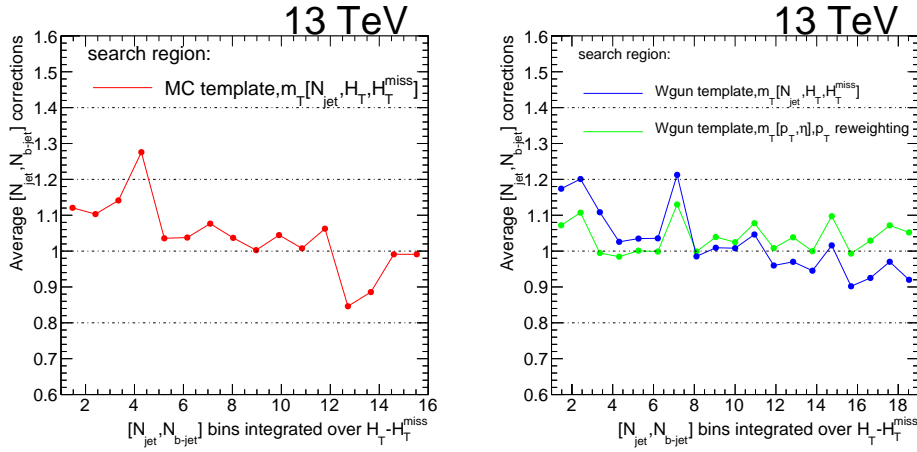 13 TeV
search region:
MC template,m_T[N_jet,H_T,H_T^miss]
Average [N_jet,N_b-jet] corrections
1.6
1.5
1.4
1.3
1.2
1.1
1
0.9
0.8
0.7
0.6
2 4 6 8 10 12 14 16
[N_jet,N_b-jet] bins integrated over H_T-H_T^miss
13 TeV
search region:
Wgun template,m_T[N_jet,H_T,H_T^miss]
Wgun template,m_T[p_T,η],p_T reweighting
Average [N_jet,N_b-jet] corrections
1.6
1.5
1.4
1.3
1.2
1.1
1
0.9
0.8
0.7
0.6
2 4 6 8 10 12 14 16 18
[N_jet,N_b-jet] bins integrated over H_T-H_T^miss